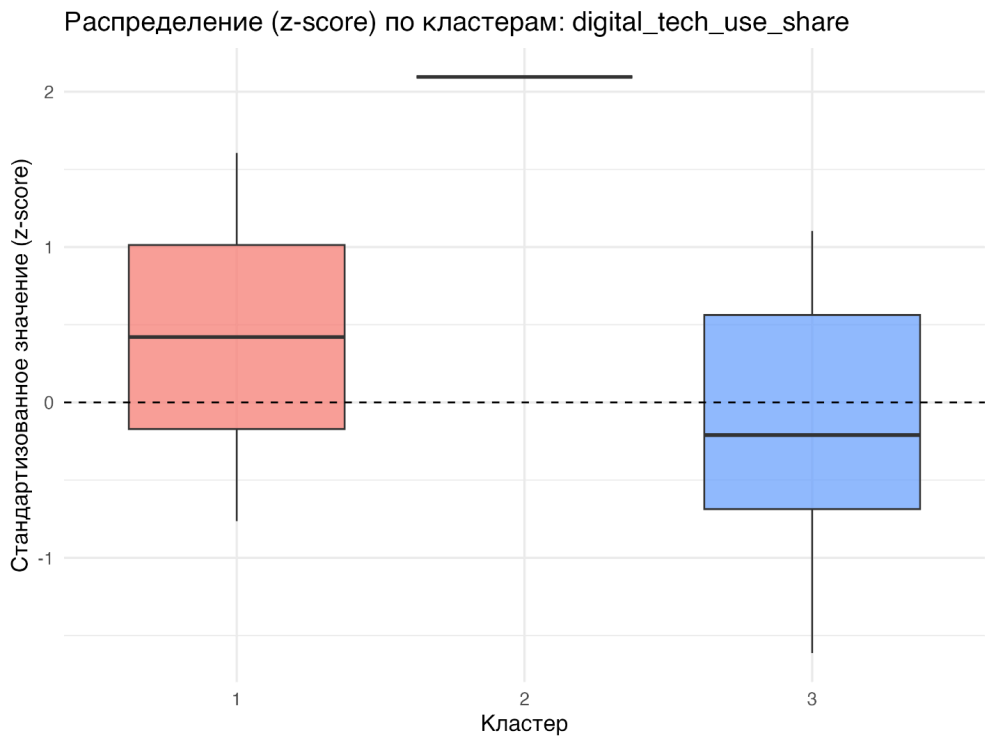 Распределение (z-score) по кластерам: digital_tech_use_share
Стандартизованное значение (z-score)
2
1
0
-1
1
2
3
Кластер